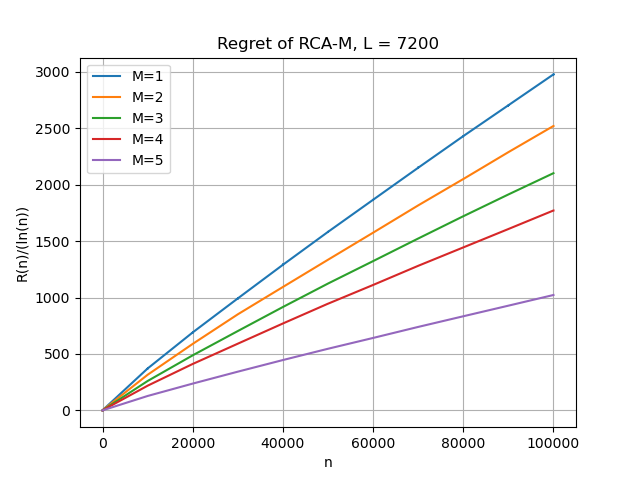 Regret of RCA-M, L = 7200
R(n)/(ln(n))
3000
2500
2000
1500
1000
500
0
M=1
M=2
M=3
M=4
M=5
0 20000 40000 60000 80000 100000
n